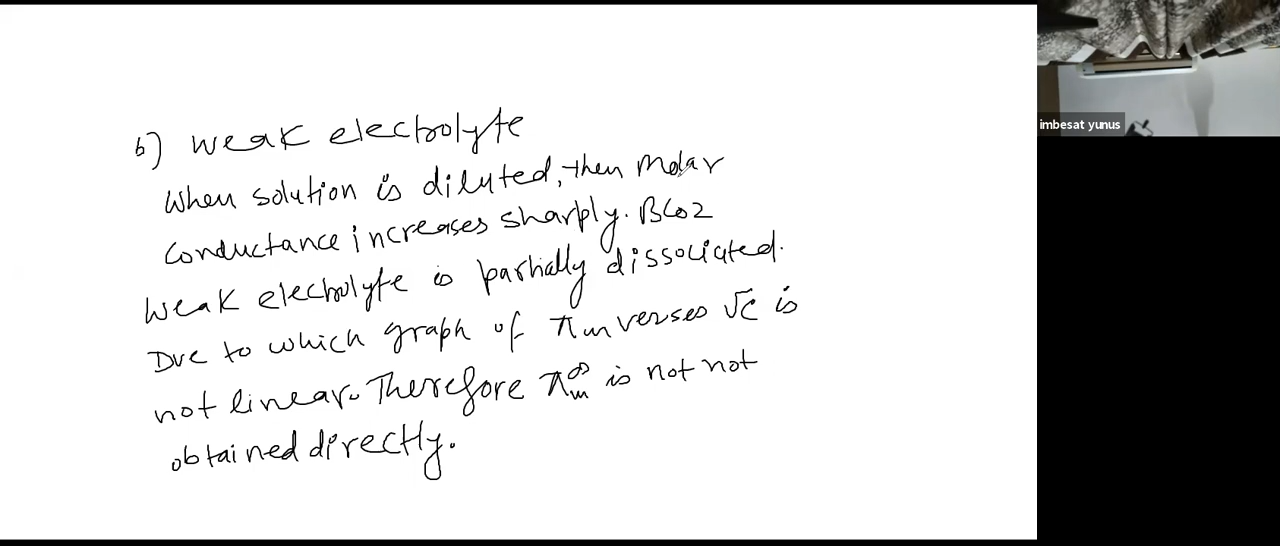 b) weak electrolyte
When solution is diluted, then molar
conductance increases sharply. BCoz
weak electrolyte is partially dissociated.
Due to which graph of πm verses √c is
not linear. Therefore π∞m is not not
obtained directly.
imbesat yunus